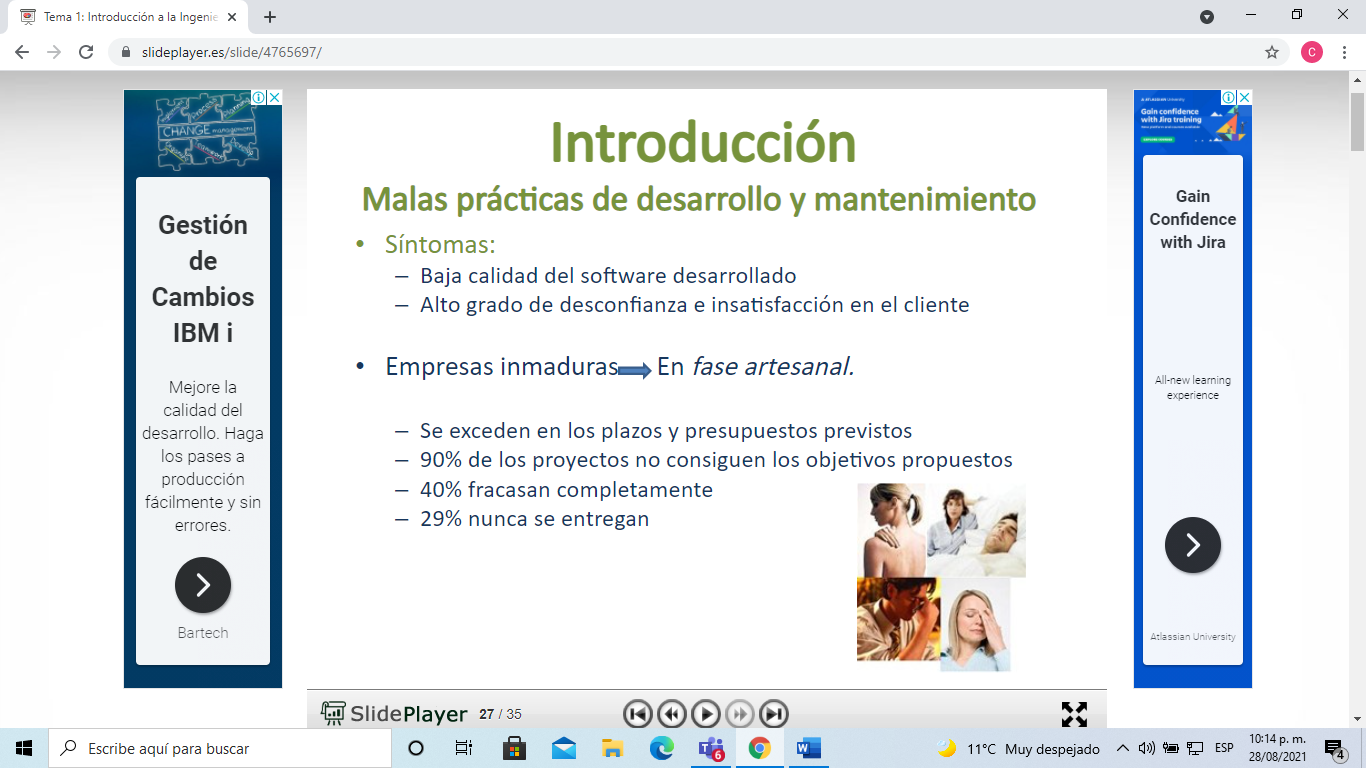 Tema 1: Introducción a la Ingenie
slideplayer.es/slide/4765697/
C
CHANGE management
Gestión
de
Cambios
IBM i
Mejore la
calidad del
desarrollo. Haga
los pases a
producción
fácilmente y sin
errores.
Bartech
Introducción
Malas prácticas de desarrollo y mantenimiento
• Síntomas:
– Baja calidad del software desarrollado
– Alto grado de desconfianza e insatisfacción en el cliente
• Empresas inmaduras En fase artesanal.
– Se exceden en los plazos y presupuestos previstos
– 90% de los proyectos no consiguen los objetivos propuestos
– 40% fracasan completamente
– 29% nunca se entregan
SlidePlayer 27 / 35
Gain confidence
with Jira training
Gain
Confidence
with Jira
All-new learning
experience
Atlassian University
Escribe aquí para buscar
6
11°C Muy despejado
ESP
10:14 p. m.
28/08/2021
4